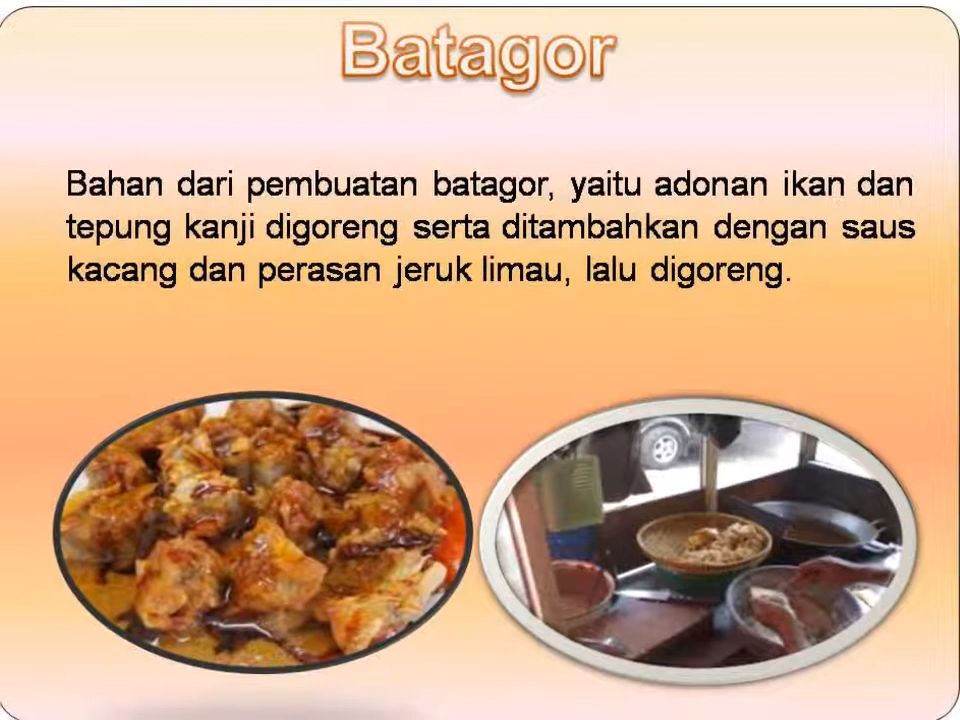 Batagor
Bahan dari pembuatan batagor, yaitu adonan ikan dan
tepung kanji digoreng serta ditambahkan dengan saus
kacang dan perasan jeruk limau, lalu digoreng.